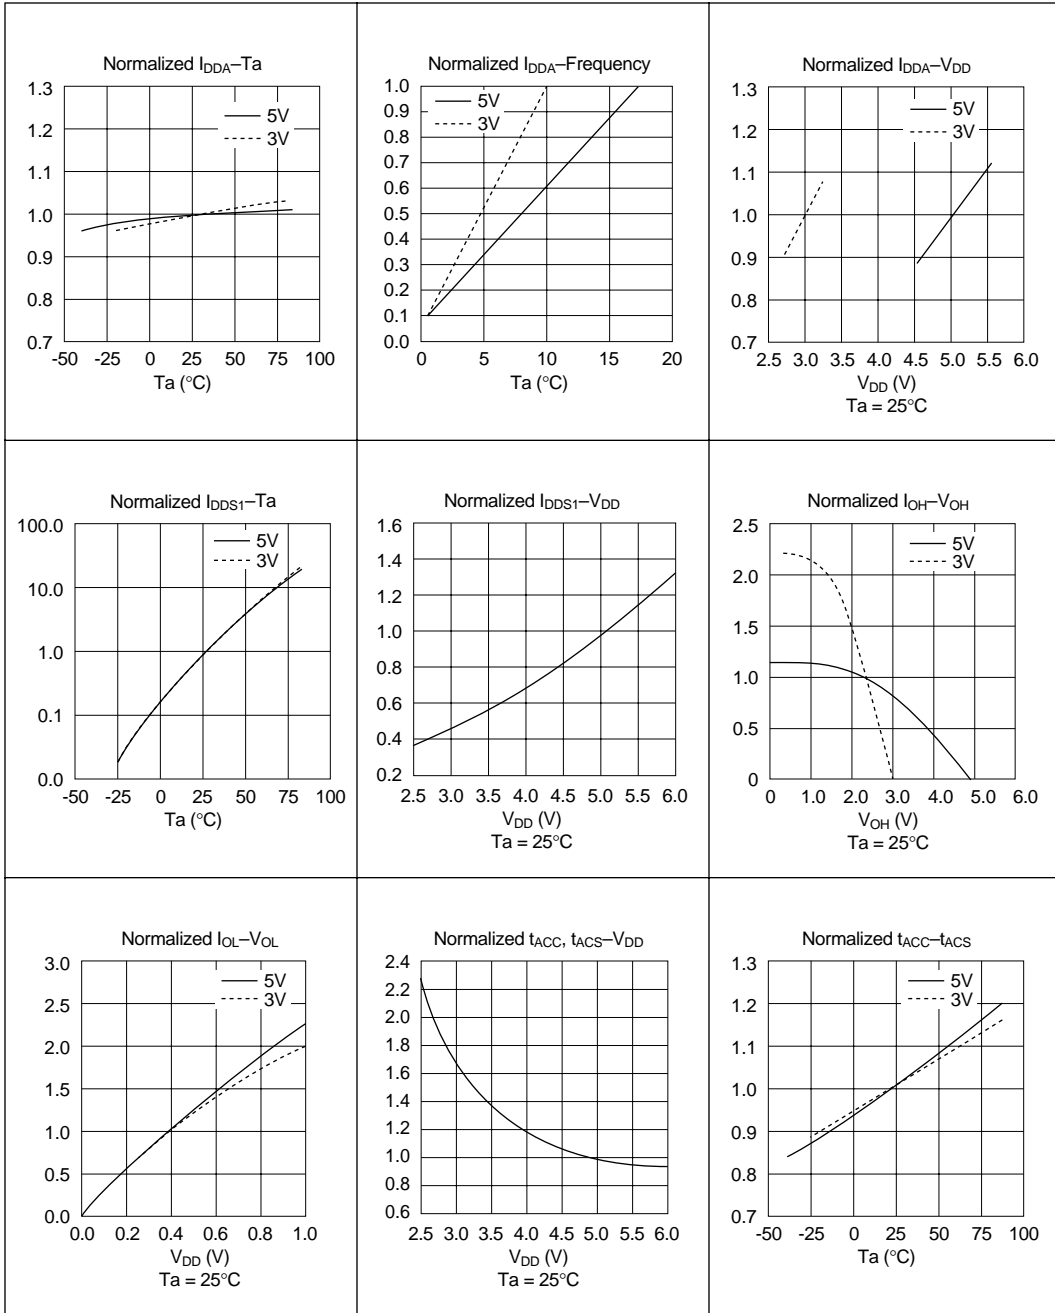 Normalized IDDA–Ta
5V
3V
1.3
1.2
1.1
1.0
0.9
0.8
0.7
-50 -25 0 25 50 75 100
Ta (°C)
Normalized IDDA–Frequency
5V
3V
1.0
0.9
0.8
0.7
0.6
0.5
0.4
0.3
0.2
0.1
0.0
0 5 10 15 20
Ta (°C)
Normalized IDDA–VDD
5V
3V
1.3
1.2
1.1
1.0
0.9
0.8
0.7
2.5 3.0 3.5 4.0 4.5 5.0 5.5 6.0
VDD (V)
Ta = 25°C
Normalized IDDS1–Ta
5V
3V
100.0
10.0
1.0
0.1
0.0
-50 -25 0 25 50 75 100
Ta (°C)
Normalized IDDS1–VDD
1.6
1.4
1.2
1.0
0.8
0.6
0.4
0.2
2.5 3.0 3.5 4.0 4.5 5.0 5.5 6.0
VDD (V)
Ta = 25°C
Normalized IOH–VOH
5V
3V
2.5
2.0
1.5
1.0
0.5
0
0 1.0 2.0 3.0 4.0 5.0 6.0
VOH (V)
Ta = 25°C
Normalized IOL–VOL
5V
3V
3.0
2.5
2.0
1.5
1.0
0.5
0.0
0.0 0.2 0.4 0.6 0.8 1.0
VDD (V)
Ta = 25°C
Normalized tACC, tACS–VDD
2.4
2.2
2.0
1.8
1.6
1.4
1.2
1.0
0.8
0.6
2.5 3.0 3.5 4.0 4.5 5.0 5.5 6.0
VDD (V)
Ta = 25°C
Normalized tACC–tACS
5V
3V
1.3
1.2
1.1
1.0
0.9
0.8
0.7
-50 -25 0 25 50 75 100
Ta (°C)